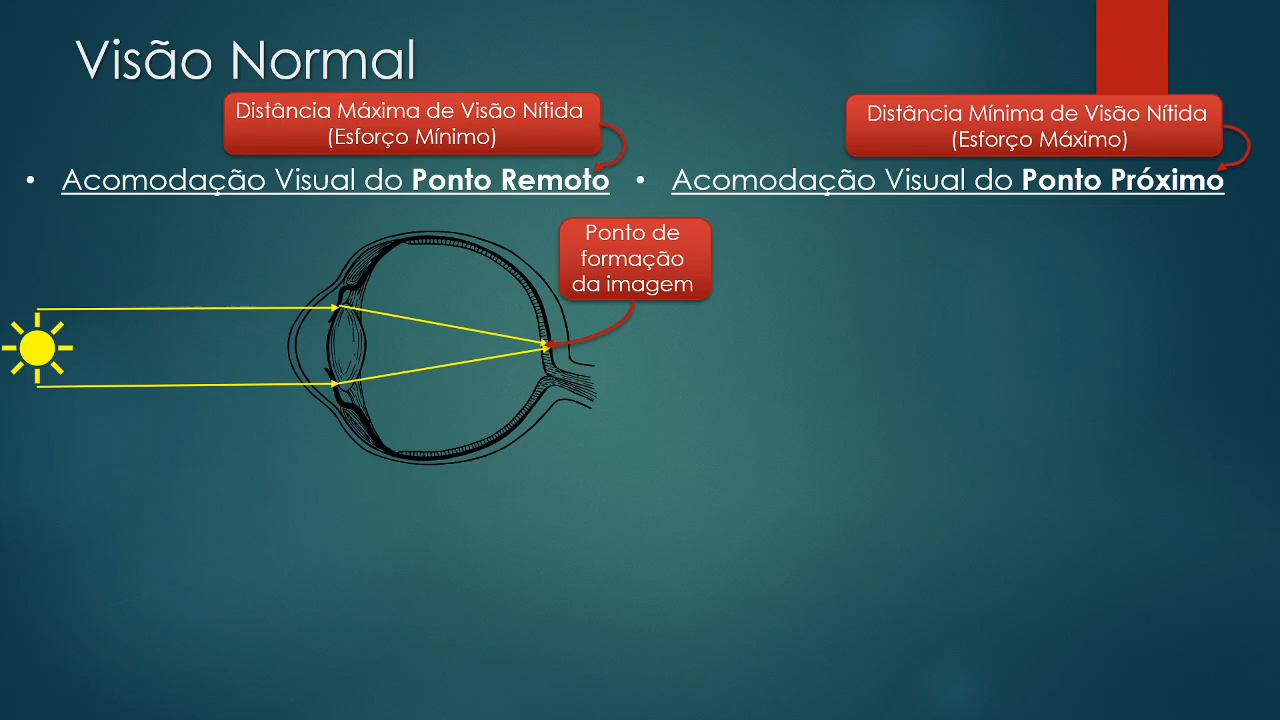 Visão Normal
Distância Máxima de Visão Nítida
(Esforço Mínimo)
Distância Mínima de Visão Nítida
(Esforço Máximo)
• Acomodação Visual do Ponto Remoto
• Acomodação Visual do Ponto Próximo
Ponto de
formação
da imagem